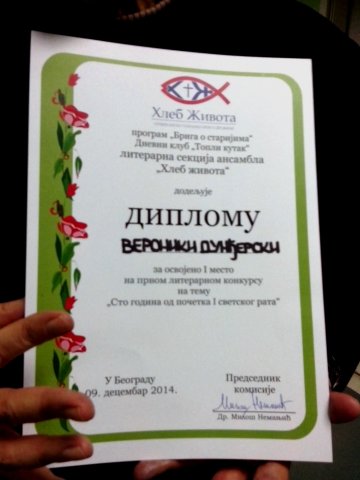 Хлеб Живота
програм „Брига о старијима“
Дневни клуб „Топли кутак“
литерарна секција ансамбла
„Хлеб живота“
додељује
ДИПЛОМУ
ВЕРОНИКИ ДУНЂЕРСКИ
за освојено I место
на првом литерарном конкурсу
на тему
„Сто година од почетка I светског рата“
У Београду
09. децембар 2014.
Председник
комисије
Др. Милош Немањић